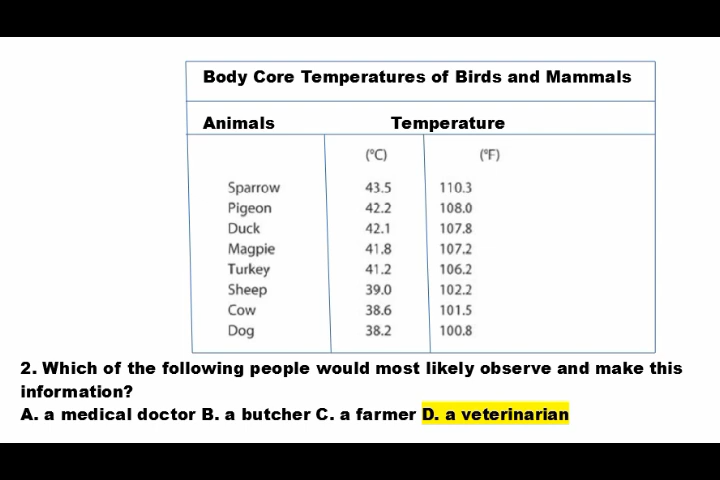 Body Core Temperatures of Birds and Mammals
Animals Temperature
(°C) (°F)
Sparrow 43.5 110.3
Pigeon 42.2 108.0
Duck 42.1 107.8
Magpie 41.8 107.2
Turkey 41.2 106.2
Sheep 39.0 102.2
Cow 38.6 101.5
Dog 38.2 100.8
2. Which of the following people would most likely observe and make this
information?
A. a medical doctor B. a butcher C. a farmer D. a veterinarian